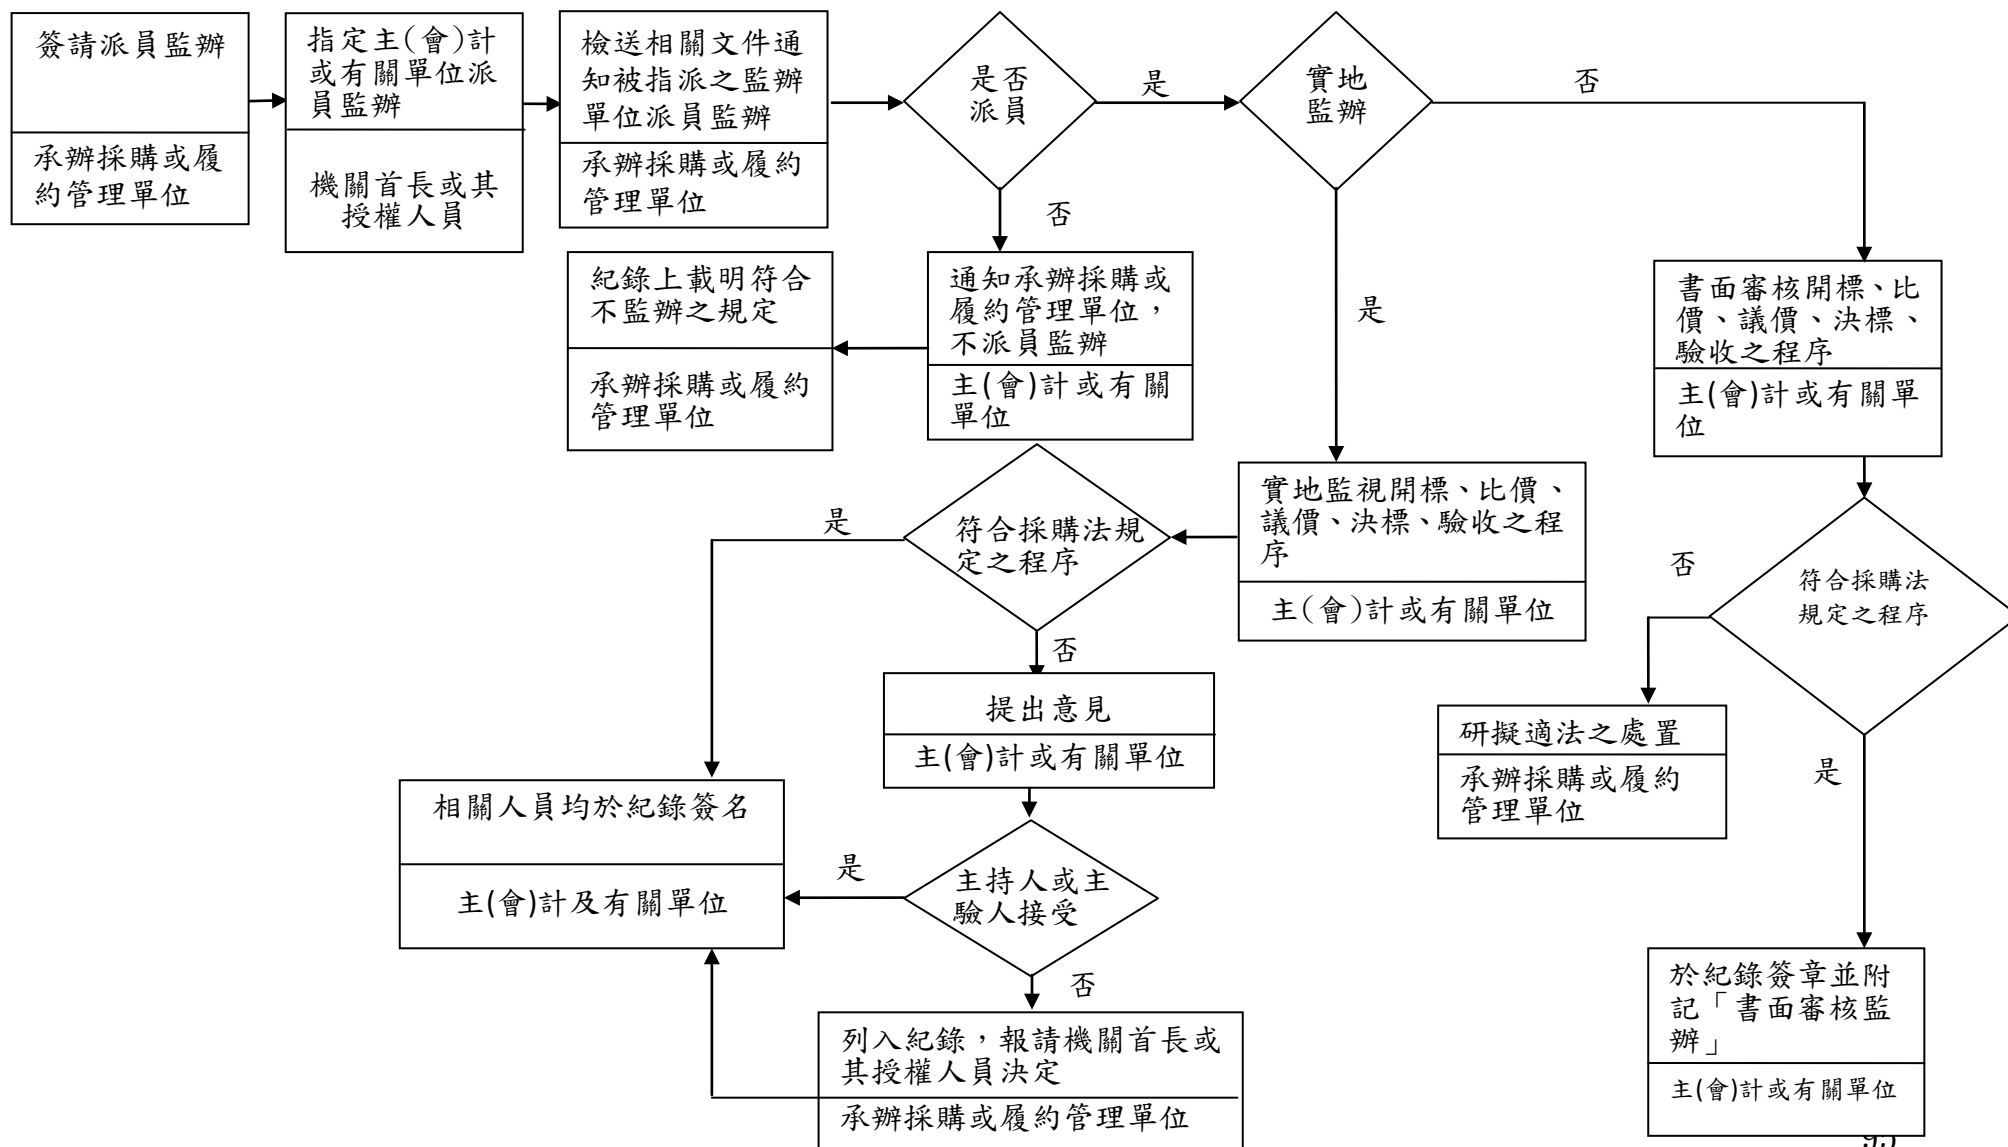 簽請派員監辦
承辦採購或履
約管理單位
指定主(會)計
或有關單位派
員監辦
機關首長或其
授權人員
檢送相關文件通
知被指派之監辦
單位派員監辦
承辦採購或履約
管理單位
是否
派員
是
實地
監辦
否
否
是
紀錄上載明符合
不監辦之規定
承辦採購或履約
管理單位
通知承辦採購或
履約管理單位，
不派員監辦
主(會)計或有關
單位
書面審核開標、比
價、議價、決標、
驗收之程序
主(會)計或有關單
位
是
符合採購法規
定之程序
實地監視開標、比價、
議價、決標、驗收之程
序
主(會)計或有關單位
否
符合採購法
規定之程序
否
提出意見
主(會)計或有關單位
研擬適法之處置
承辦採購或履約
管理單位
是
相關人員均於紀錄簽名
主(會)計及有關單位
是
主持人或主
驗人接受
否
列入紀錄，報請機關首長或
其授權人員決定
承辦採購或履約管理單位
於紀錄簽章並附
記「書面審核監
辦」
主(會)計或有關單位